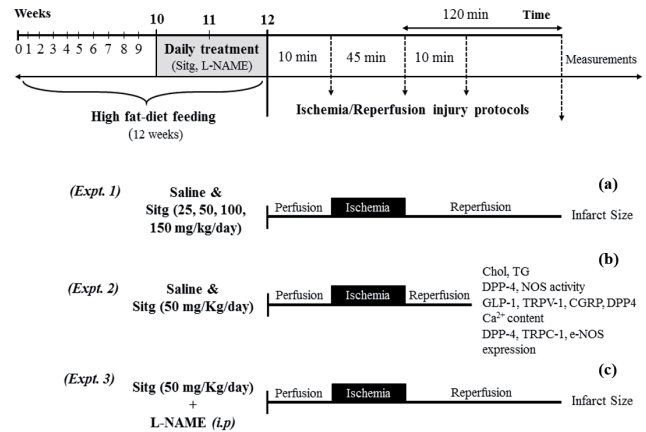 Weeks
10 11 12
120 min Time
0 1 2 3 4 5 6 7 8 9
Daily treatment
(Sitg, L-NAME)
10 min 45 min 10 min
Measurements
High fat-diet feeding
(12 weeks)
Ischemia/Reperfusion injury protocols
(a)
(Expt. 1)
Saline &
Sitg (25, 50, 100,
150 mg/kg/day)
Perfusion Ischemia Reperfusion
Infarct Size
(b)
(Expt. 2)
Saline &
Sitg (50 mg/Kg/day)
Perfusion Ischemia Reperfusion
Chol, TG
DPP-4, NOS activity
GLP-1, TRPV-1, CGRP, DPP4
Ca²⁺ content
DPP-4, TRPC-1, e-NOS
expression
(c)
(Expt. 3)
Sitg (50 mg/Kg/day)
+
L-NAME (i.p)
Perfusion Ischemia Reperfusion
Infarct Size